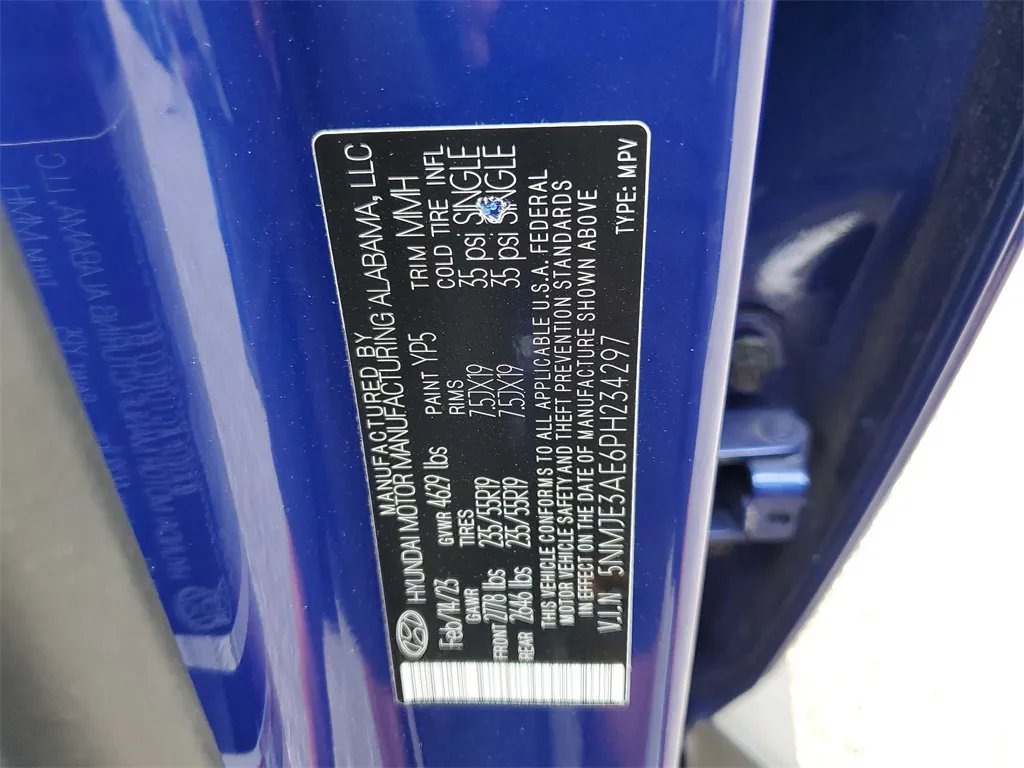 MANUFACTURED BY
HYUNDAI MOTOR MANUFACTURING ALABAMA, LLC
Feb/14/23 GVWR 4629 lbs PAINT YP5 TRIM MMH
GAWR TIRES RIMS COLD TIRE INFL
FRONT 2778 lbs 235/55R19 7.5JX19 35 psi SINGLE
REAR 2646 lbs 235/55R19 7.5JX19 35 psi SINGLE
THIS VEHICLE CONFORMS TO ALL APPLICABLE U.S.A. FEDERAL
MOTOR VEHICLE SAFETY AND THEFT PREVENTION STANDARDS
IN EFFECT ON THE DATE OF MANUFACTURE SHOWN ABOVE
V.I.N 5NMJE3AE6PH234297 TYPE: MPV